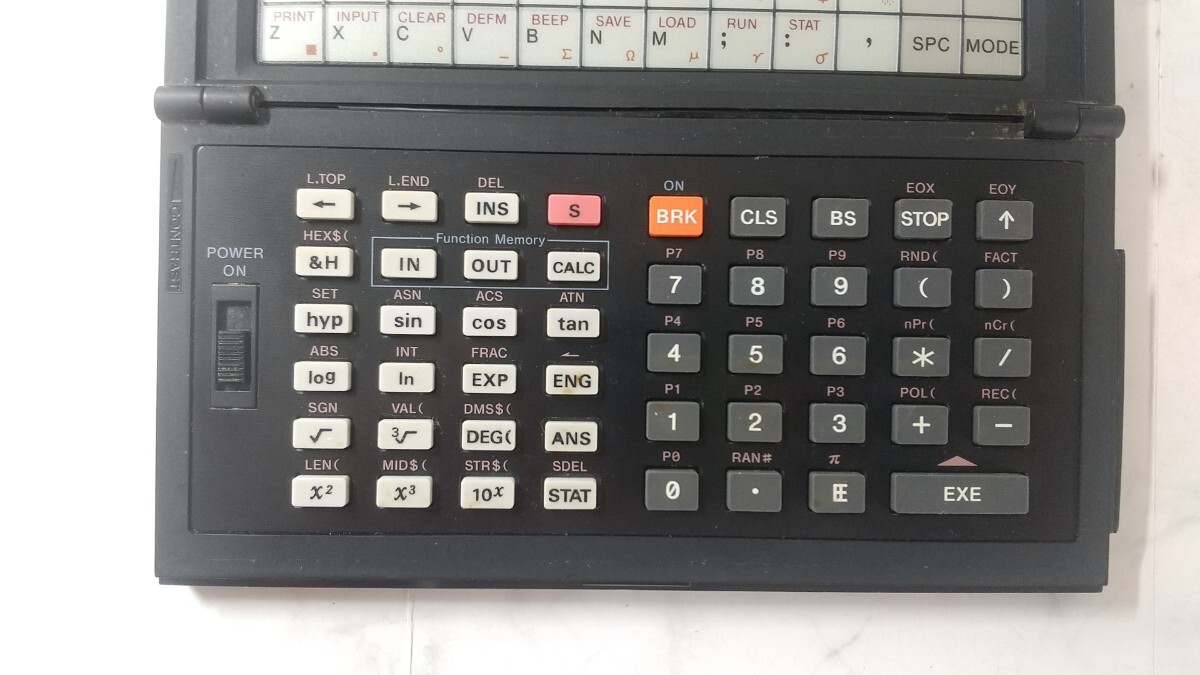 PRINT INPUT CLEAR DEFM BEEP SAVE LOAD RUN STAT
Z X C V B N M ; : , SPC MODE
■ ° _ Σ Ω μ γ σ
L.TOP L.END DEL ON EOX EOY
← → INS S BRK CLS BS STOP ↑
HEX$( Function Memory P7 P8 P9 RND( FACT
&H IN OUT CALC 7 8 9 ( )
POWER
ON
SET ASN ACS ATN P4 P5 P6 nPr( nCr(
hyp sin cos tan 4 5 6 * /
ABS INT FRAC P1 P2 P3 POL( REC(
log ln EXP ENG 1 2 3 + −
SGN VAL( DMS$(
√ ³√ DEG( ANS
LEN( MID$( STR$( SDEL P0 RAN# π
x² x³ 10ˣ STAT 0 . E EXE
CONTRAST